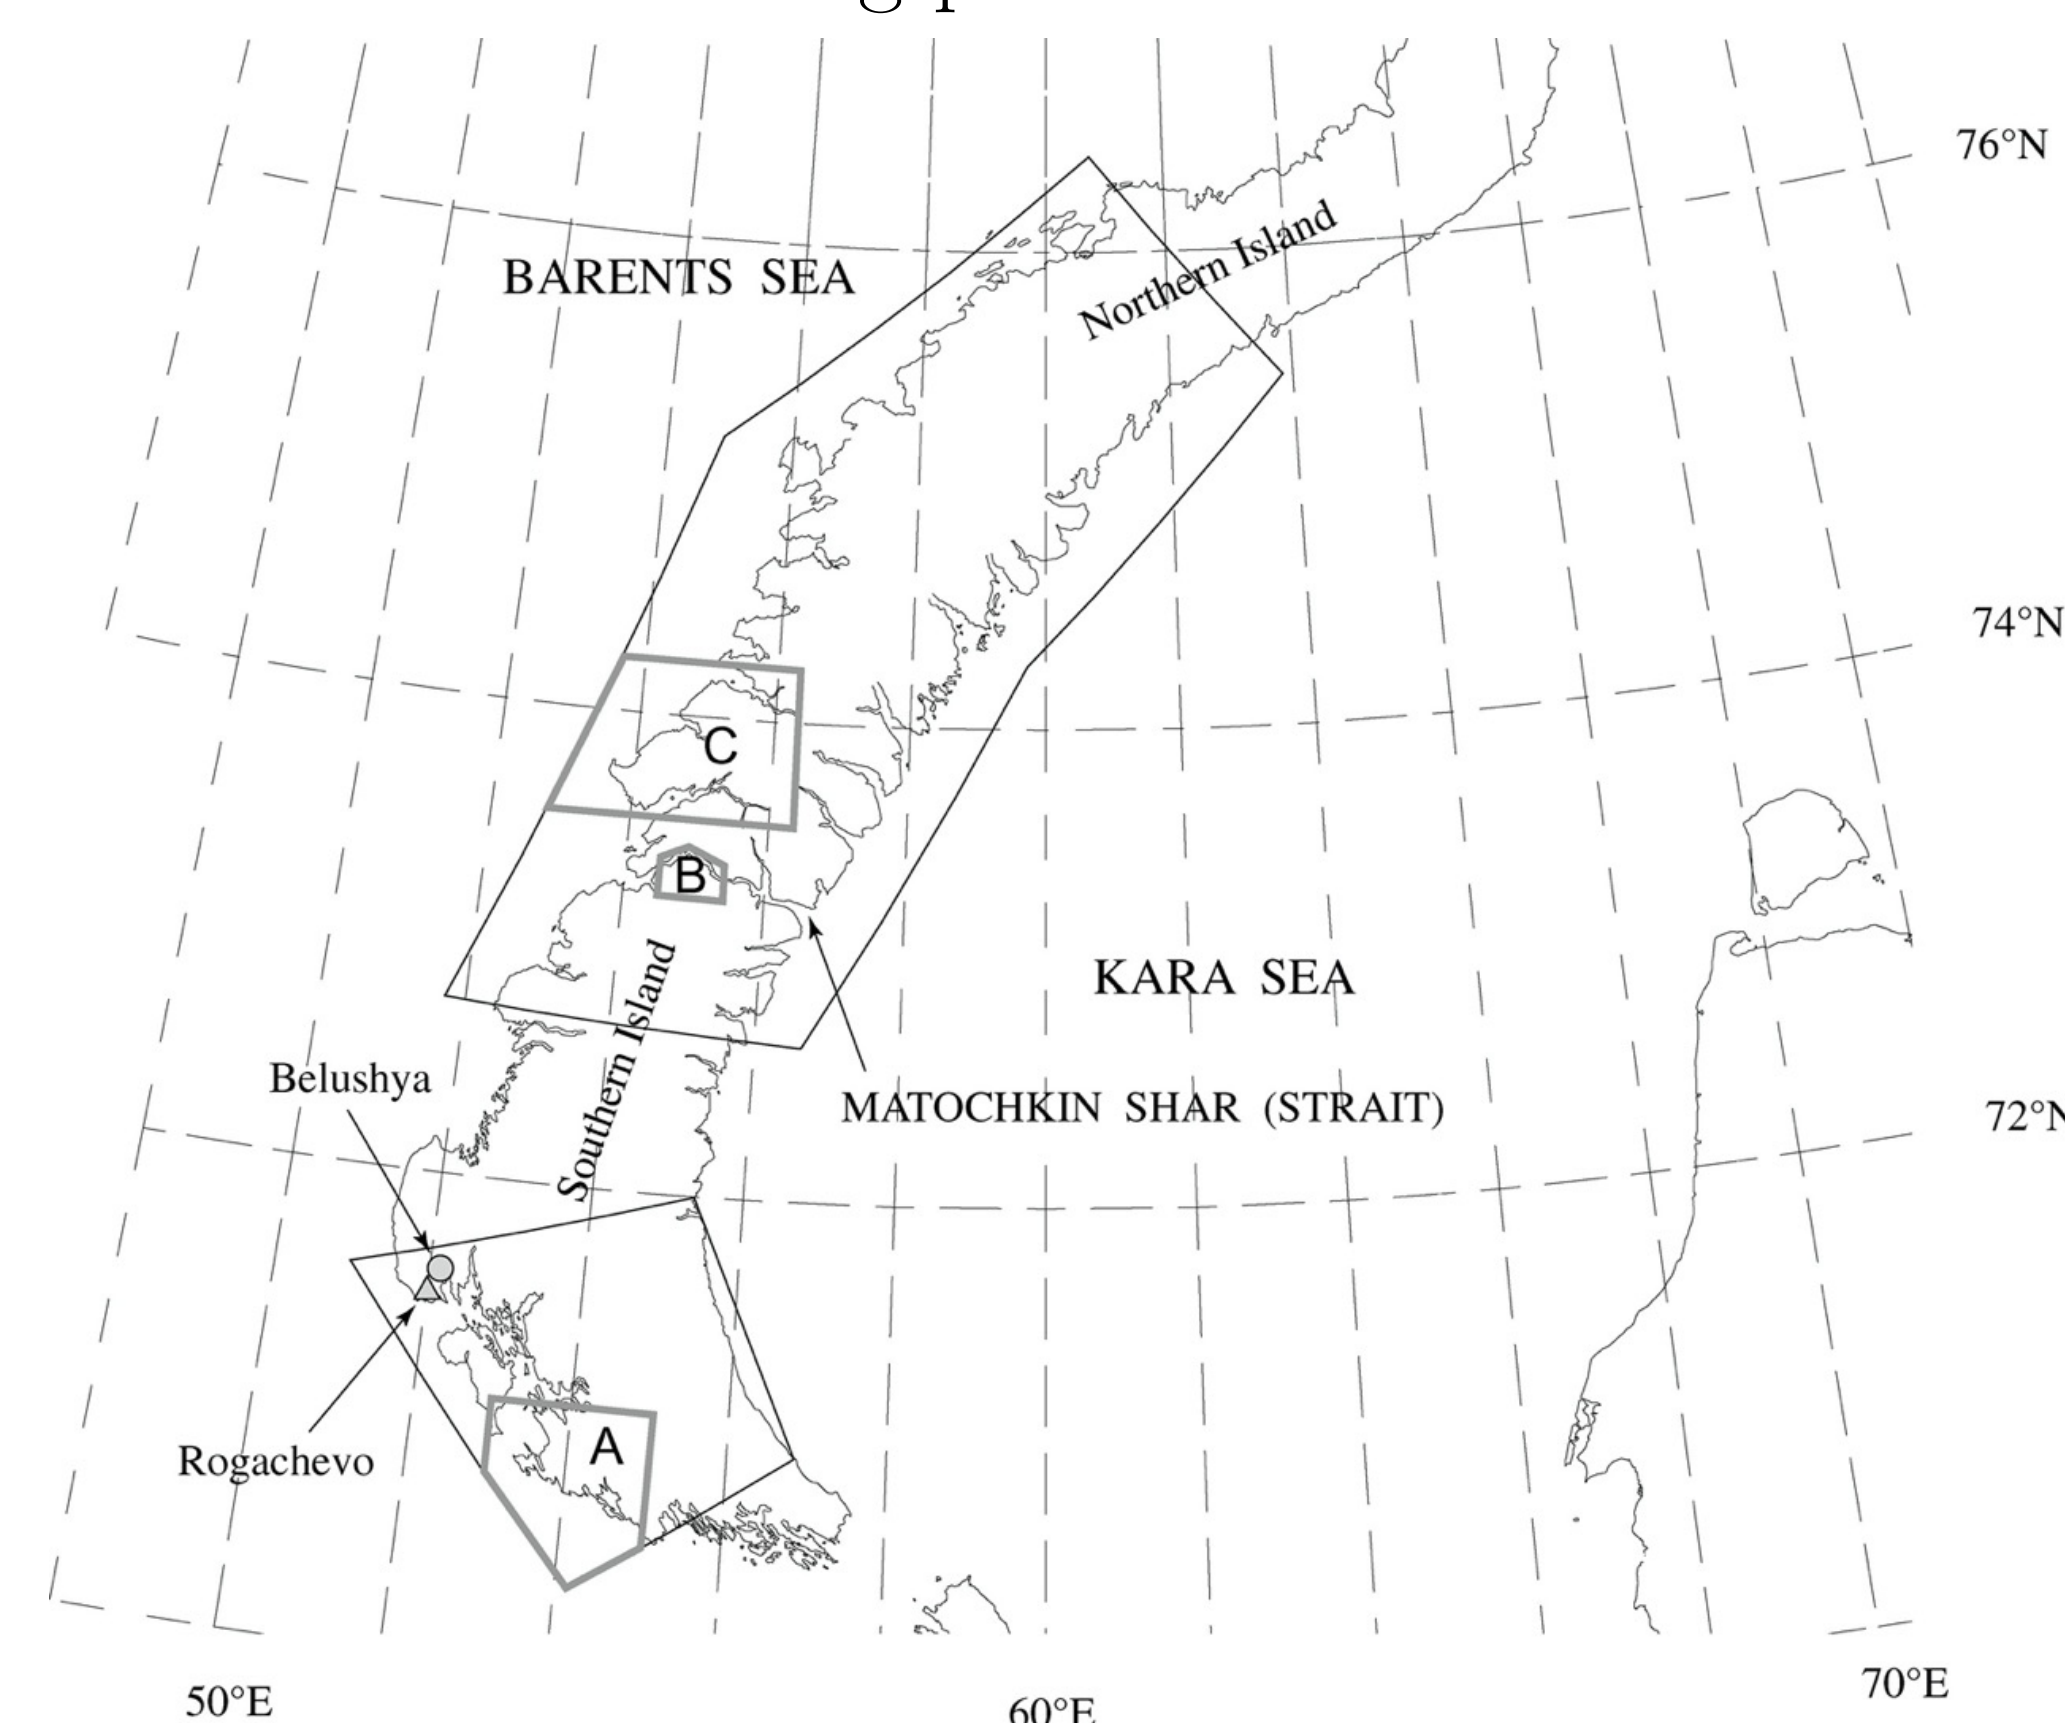 76°N
Northern Island
BARENTS SEA
74°N
C
B
KARA SEA
Southern Island
Belushya
MATOCHKIN SHAR (STRAIT)
72°N
A
Rogachevo
50°E
60°E
70°E